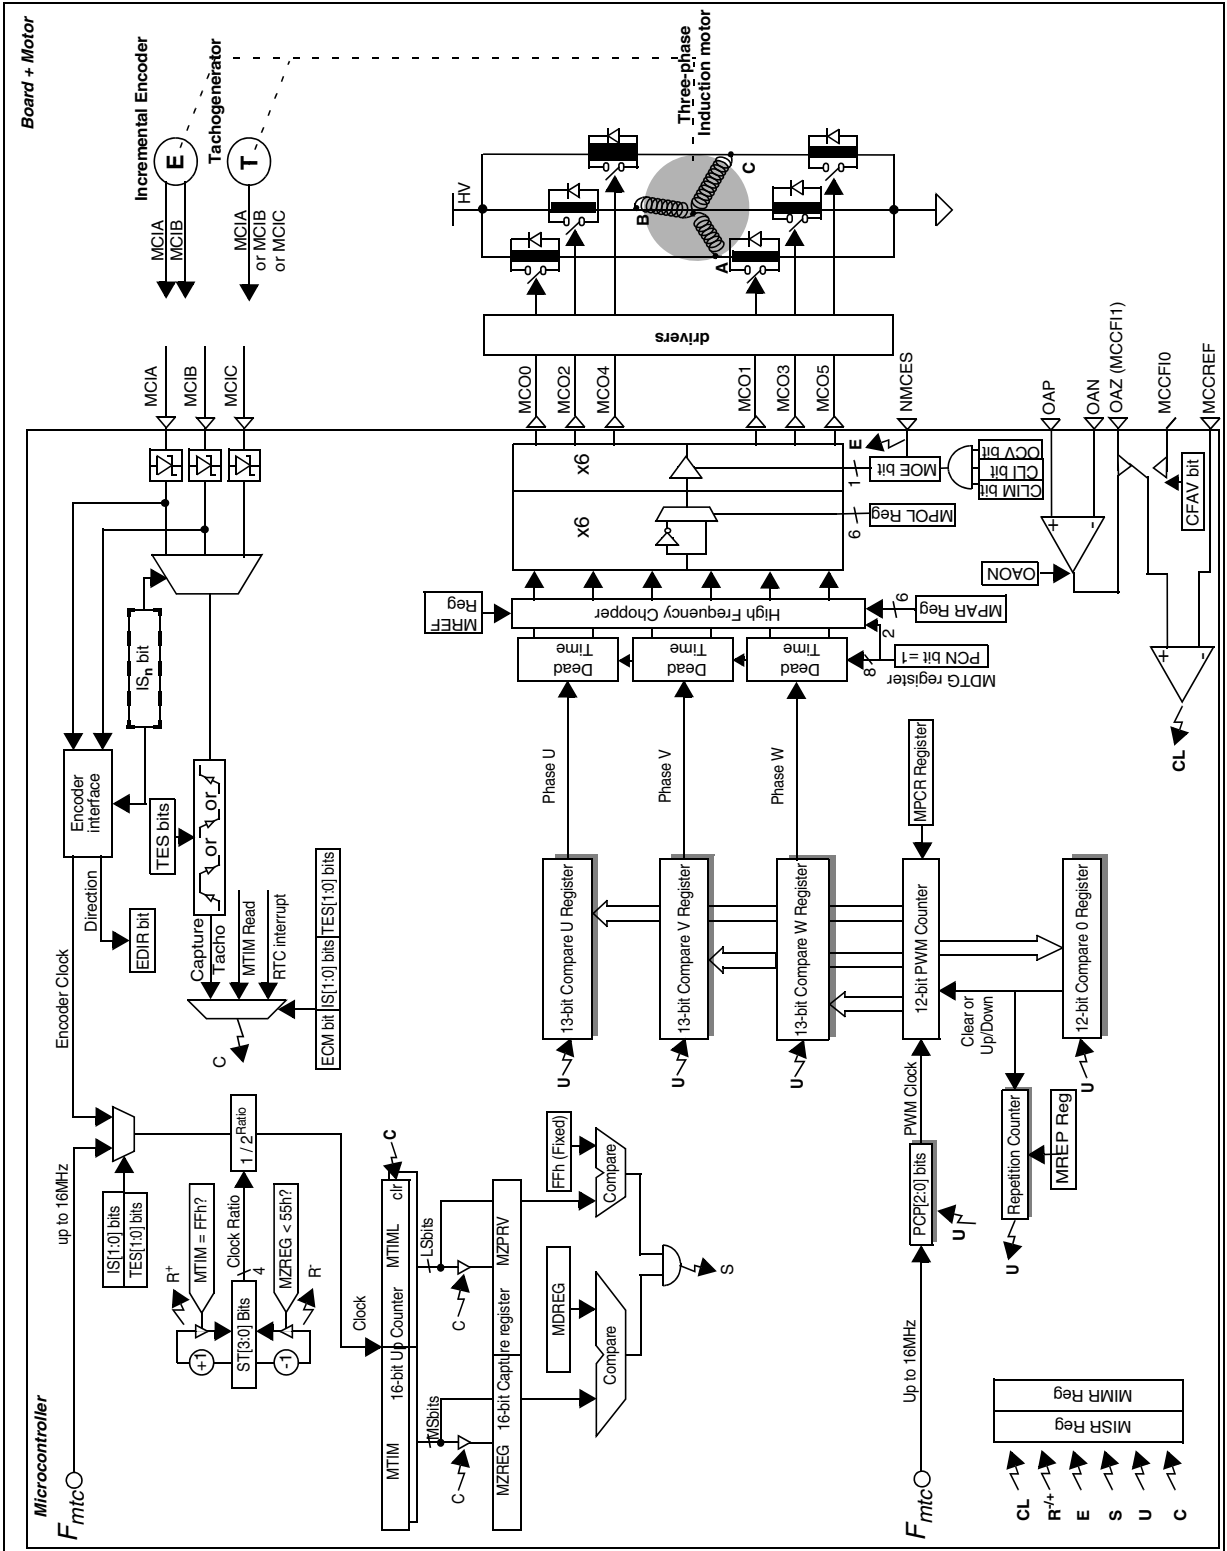 Board + Motor
Microcontroller
Incremental Encoder
E
Tachogenerator
T
MCIA
MCIB
MCIA
or MCIB
or MCIC
Three-phase
Induction motor
HV
A
B
C
drivers
MCIA
MCIB
MCIC
MCO0
MCO2
MCO4
MCO1
MCO3
MCO5
NMCES
OAP
OAN
OAZ (MCCFI1)
MCCFI0
MCCREF
x6
x6
E
1
MOE bit
OCV bit
CLI bit
CLIM bit
6
MPOL Reg
CFAV bit
+
-
OAON
+
-
CL
MREF
Reg
High Frequency Chopper
6
MPAR Reg
2
8
PCN bit =1
MDTG register
Dead
Time
Dead
Time
Dead
Time
Phase U
Phase V
Phase W
ISn bit
Encoder
interface
Encoder Clock
Direction
EDIR bit
TES bits
or
or
or
Capture
Tacho
MTIM Read
RTC interrupt
C
ECM bit
IS[1:0] bits
TES[1:0] bits
13-bit Compare U Register
U
13-bit Compare V Register
U
13-bit Compare W Register
U
12-bit PWM Counter
MPCR Register
12-bit Compare 0 Register
U
Clear or
Up/Down
PWM Clock
Repetition Counter
MREP Reg
U
PCP[2:0] bits
U
Up to 16MHz
Fmtc
Fmtc
up to 16MHz
IS[1:0] bits
TES[1:0] bits
1 / 2Ratio
Clock Ratio
4
ST[3:0] Bits
+1
-1
R+
R-
MTIM = FFh?
MZREG < 55h?
Clock
MTIM
16-bit Up Counter
MTIML
clr
C
MSbits
LSbits
C
C
MZREG
16-bit Capture register
MZPRV
MDREG
FFh (Fixed)
Compare
Compare
S
MIMR Reg
MISR Reg
CL
R-/+
E
S
U
C